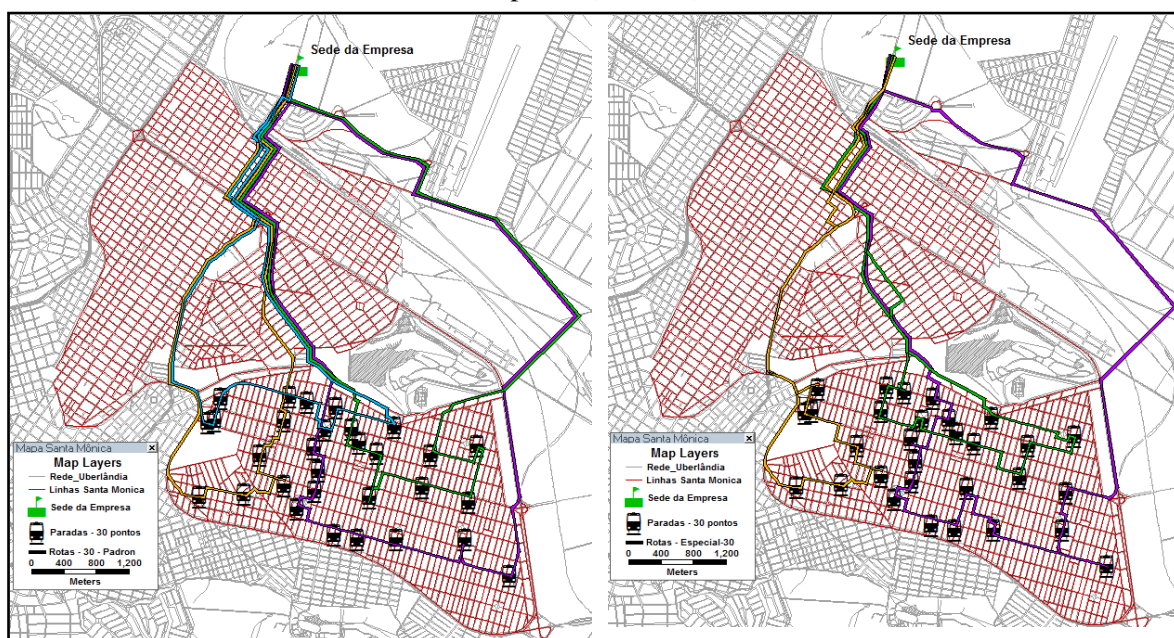 Sede da Empresa
Mapa Santa Mônica
Map Layers
Rede_Uberlândia
Linhas Santa Monica
Sede da Empresa
Paradas - 30 pontos
Rotas - 30 - Padron
0 400 800 1,200
Meters
Sede da Empresa
Mapa Santa Mônica
Map Layers
Rede_Uberlândia
Linhas Santa Monica
Sede da Empresa
Paradas - 30 pontos
Rotas - Especial-30
0 400 800 1,200
Meters